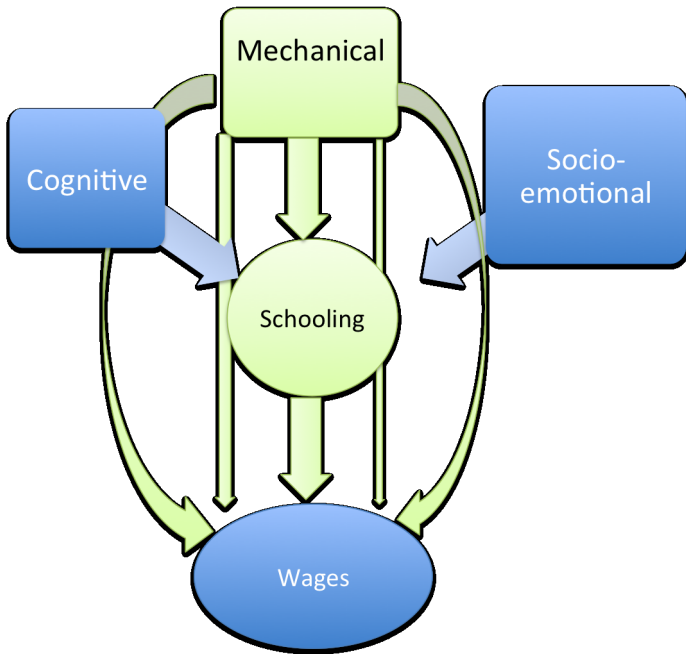 Mechanical
Cognitive
Socio-
emotional
Schooling
Wages